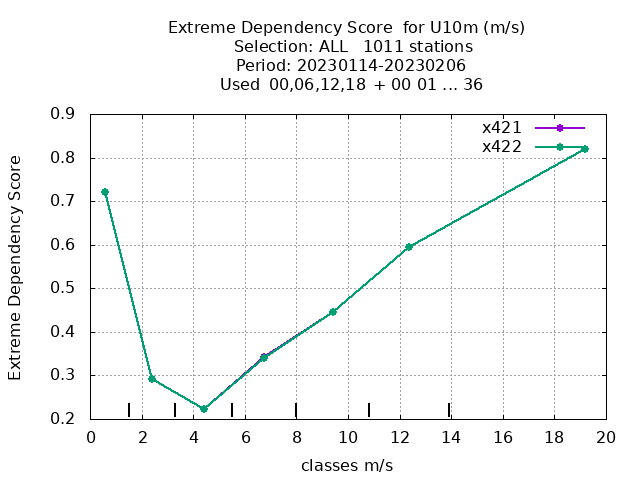 Extreme Dependency Score  for U10m (m/s)
Selection: ALL   1011 stations
Period: 20230114-20230206
Used  00,06,12,18  + 00 01 ... 36
x421
x422
0.9
0.8
0.7
0.6
0.5
0.4
0.3
0.2
Extreme Dependency Score
0 2 4 6 8 10 12 14 16 18 20
classes m/s